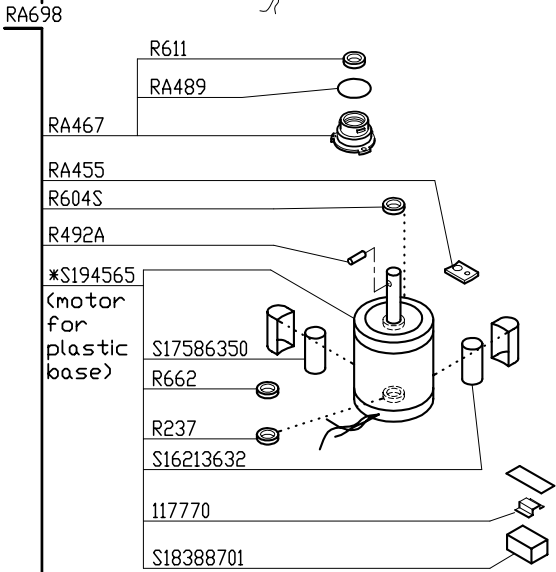 RA698
R611
RA489
RA467
RA455
R604S
R492A
*S194565
(motor
for
plastic
base)
S17586350
R662
R237
S16213632
117770
S18388701